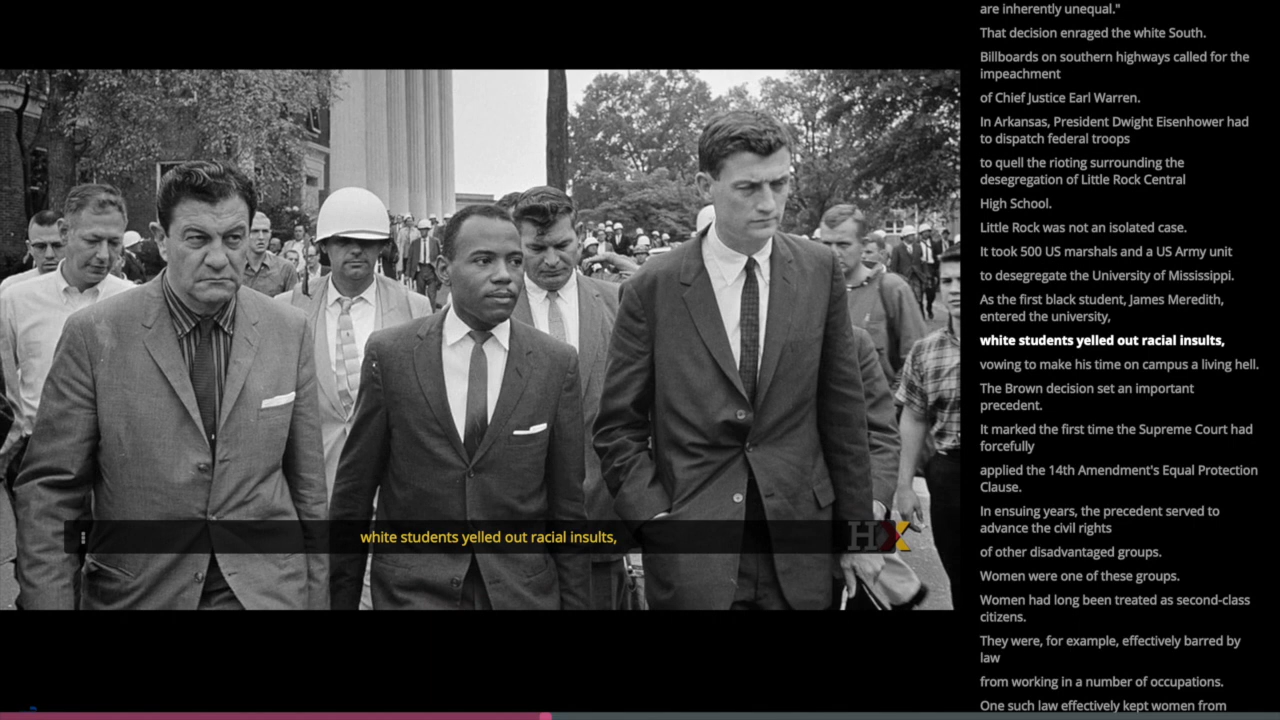 white students yelled out racial insults,
HX
are inherently unequal."
That decision enraged the white South.
Billboards on southern highways called for the
impeachment
of Chief Justice Earl Warren.
In Arkansas, President Dwight Eisenhower had
to dispatch federal troops
to quell the rioting surrounding the
desegregation of Little Rock Central
High School.
Little Rock was not an isolated case.
It took 500 US marshals and a US Army unit
to desegregate the University of Mississippi.
As the first black student, James Meredith,
entered the university,
white students yelled out racial insults,
vowing to make his time on campus a living hell.
The Brown decision set an important
precedent.
It marked the first time the Supreme Court had
forcefully
applied the 14th Amendment's Equal Protection
Clause.
In ensuing years, the precedent served to
advance the civil rights
of other disadvantaged groups.
Women were one of these groups.
Women had long been treated as second-class
citizens.
They were, for example, effectively barred by
law
from working in a number of occupations.
One such law effectively kept women from